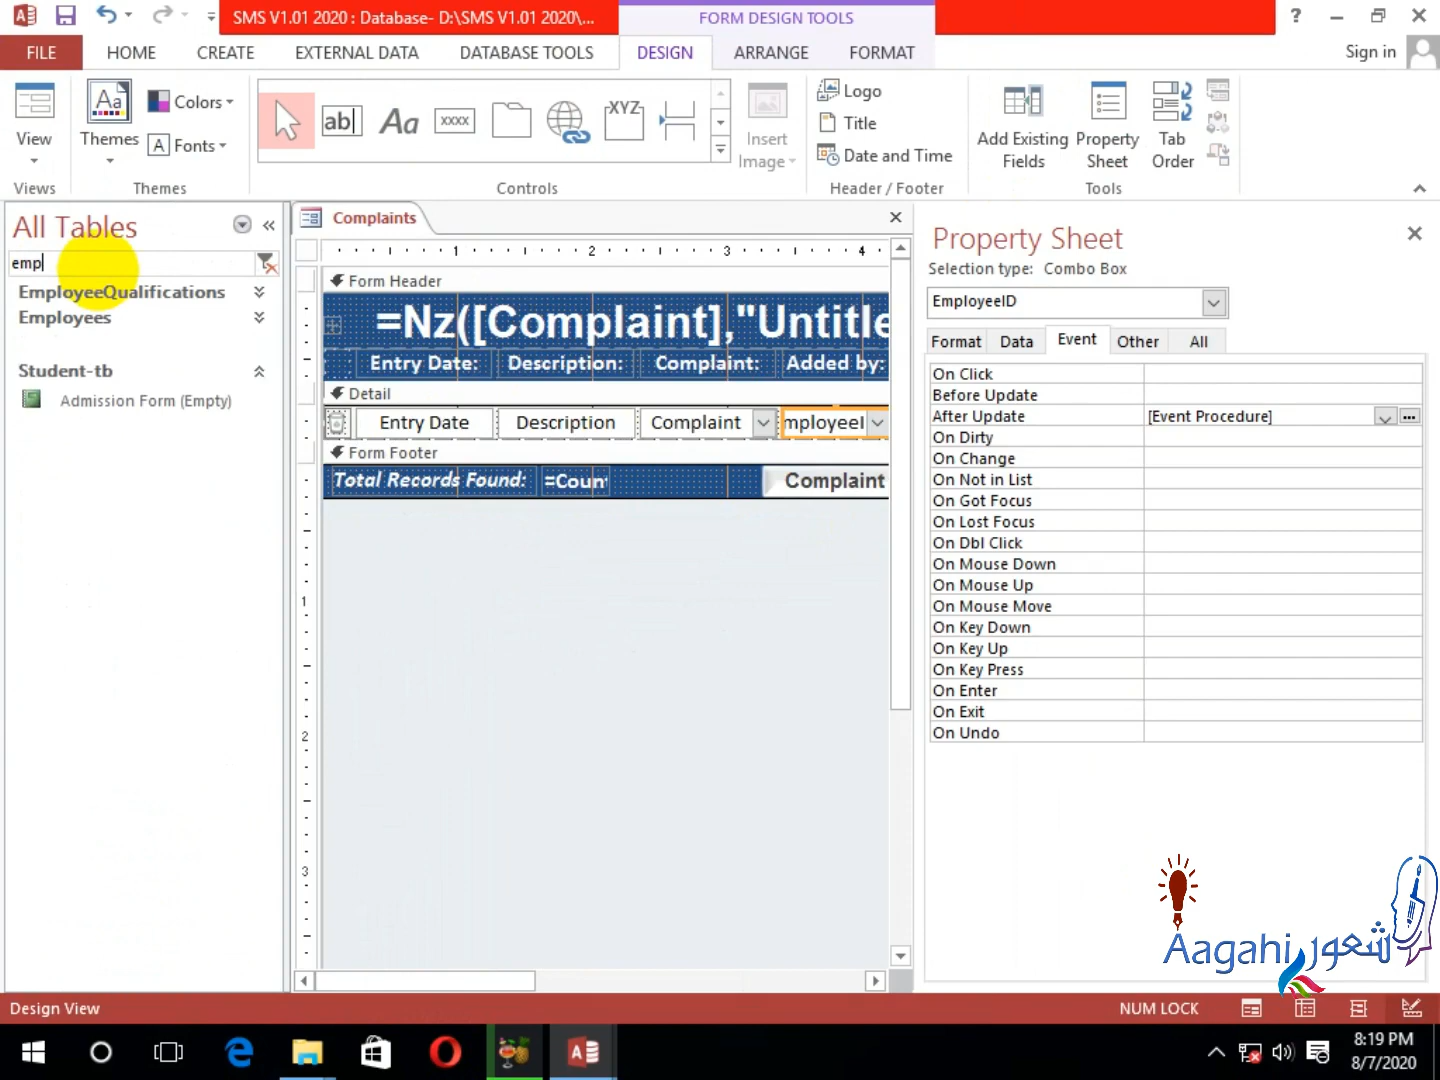 SMS V1.01 2020 : Database- D:\SMS V1.01 2020\...
FORM DESIGN TOOLS
?
FILE
HOME
CREATE
EXTERNAL DATA
DATABASE TOOLS
DESIGN
ARRANGE
FORMAT
Sign in
View
Themes
Colors
Fonts
ab
Aa
xxxx
XYZ
Insert
Image
Logo
Title
Date and Time
Add Existing
Fields
Property
Sheet
Tab
Order
Views
Themes
Controls
Header / Footer
Tools
All Tables
emp
EmployeeQualifications
Employees
Student-tb
Admission Form (Empty)
Complaints
1
2
3
4
Form Header
=Nz([Complaint],"Untitle
Entry Date:
Description:
Complaint:
Added by:
Detail
Entry Date
Description
Complaint
mployeeI
Form Footer
Total Records Found:
=Coun
Complaint
1
2
3
Property Sheet
Selection type: Combo Box
EmployeeID
Format
Data
Event
Other
All
On Click
Before Update
After Update
[Event Procedure]
On Dirty
On Change
On Not in List
On Got Focus
On Lost Focus
On Dbl Click
On Mouse Down
On Mouse Up
On Mouse Move
On Key Down
On Key Up
On Key Press
On Enter
On Exit
On Undo
Aagahi شعور
Design View
NUM LOCK
8:19 PM
8/7/2020